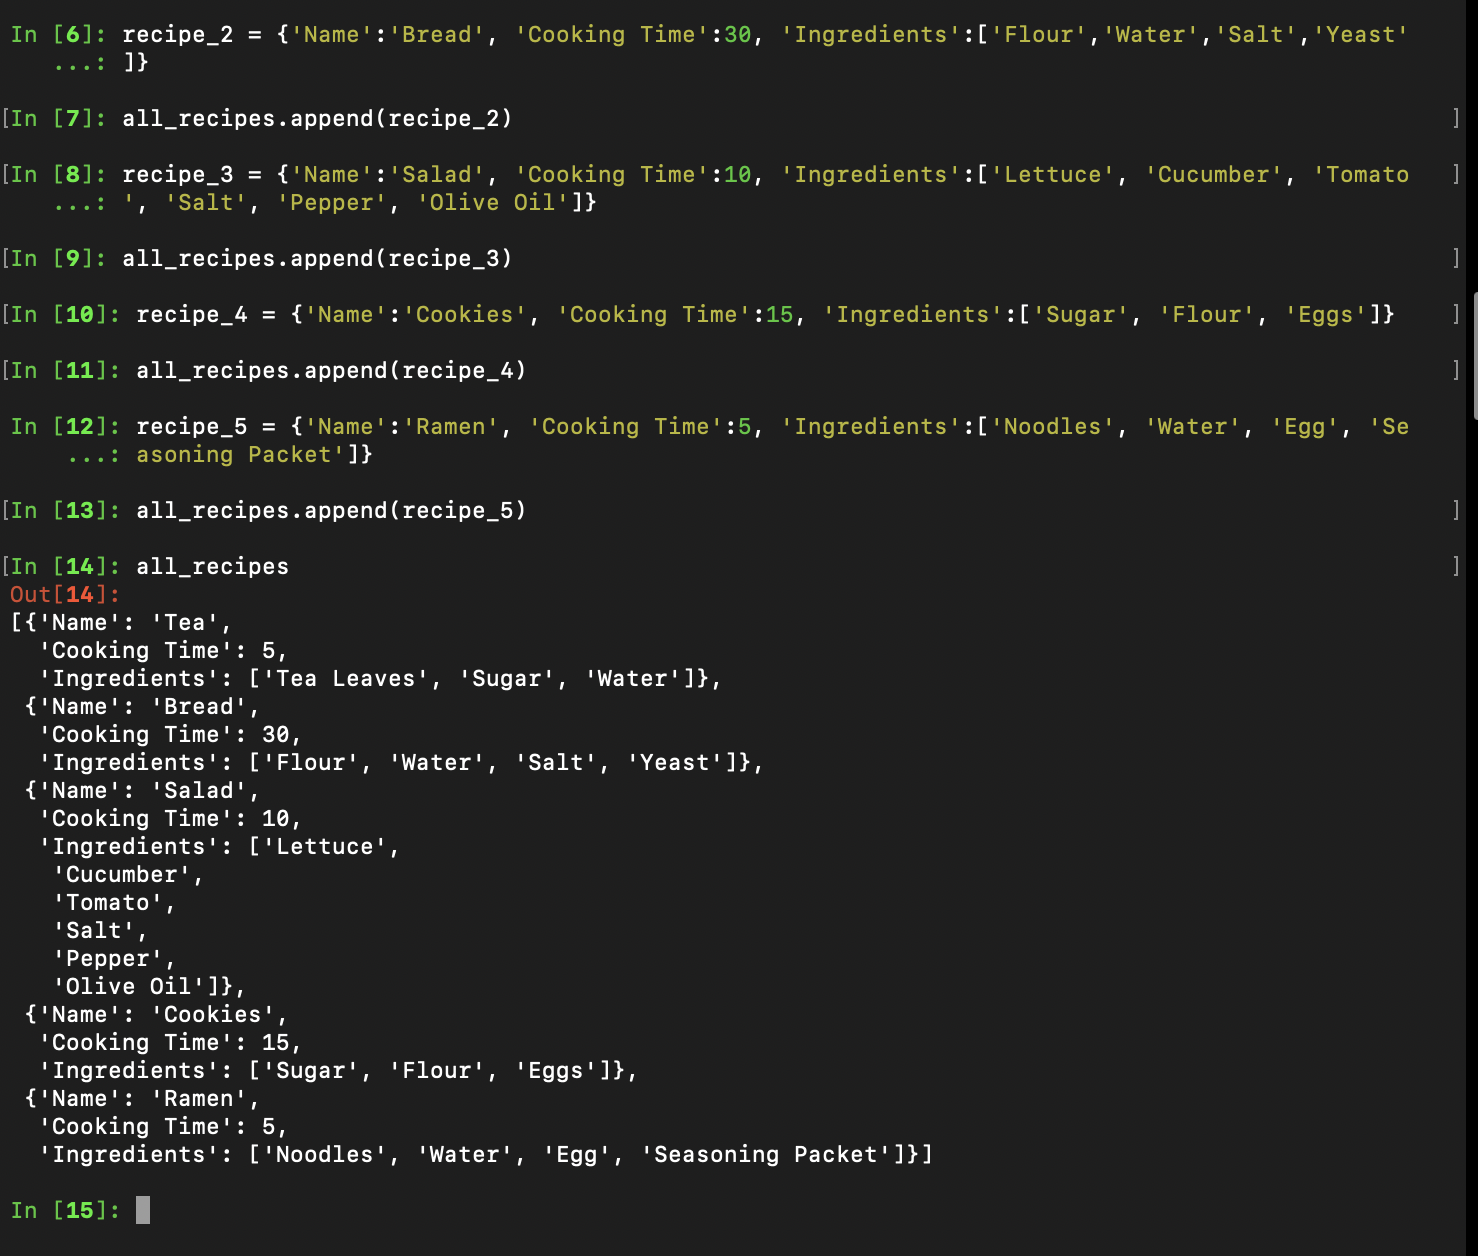 In [6]: recipe_2 = {'Name':'Bread', 'Cooking Time':30, 'Ingredients':['Flour','Water','Salt','Yeast'
   ...: ]}
[In [7]: all_recipes.append(recipe_2) ]
[In [8]: recipe_3 = {'Name':'Salad', 'Cooking Time':10, 'Ingredients':['Lettuce', 'Cucumber', 'Tomato ]
   ...: ', 'Salt', 'Pepper', 'Olive Oil']}
[In [9]: all_recipes.append(recipe_3) ]
[In [10]: recipe_4 = {'Name':'Cookies', 'Cooking Time':15, 'Ingredients':['Sugar', 'Flour', 'Eggs']} ]
[In [11]: all_recipes.append(recipe_4) ]
In [12]: recipe_5 = {'Name':'Ramen', 'Cooking Time':5, 'Ingredients':['Noodles', 'Water', 'Egg', 'Se
    ...: asoning Packet']}
[In [13]: all_recipes.append(recipe_5) ]
[In [14]: all_recipes ]
Out[14]:
[{'Name': 'Tea',
  'Cooking Time': 5,
  'Ingredients': ['Tea Leaves', 'Sugar', 'Water']},
 {'Name': 'Bread',
  'Cooking Time': 30,
  'Ingredients': ['Flour', 'Water', 'Salt', 'Yeast']},
 {'Name': 'Salad',
  'Cooking Time': 10,
  'Ingredients': ['Lettuce',
   'Cucumber',
   'Tomato',
   'Salt',
   'Pepper',
   'Olive Oil']},
 {'Name': 'Cookies',
  'Cooking Time': 15,
  'Ingredients': ['Sugar', 'Flour', 'Eggs']},
 {'Name': 'Ramen',
  'Cooking Time': 5,
  'Ingredients': ['Noodles', 'Water', 'Egg', 'Seasoning Packet']}]
In [15]: